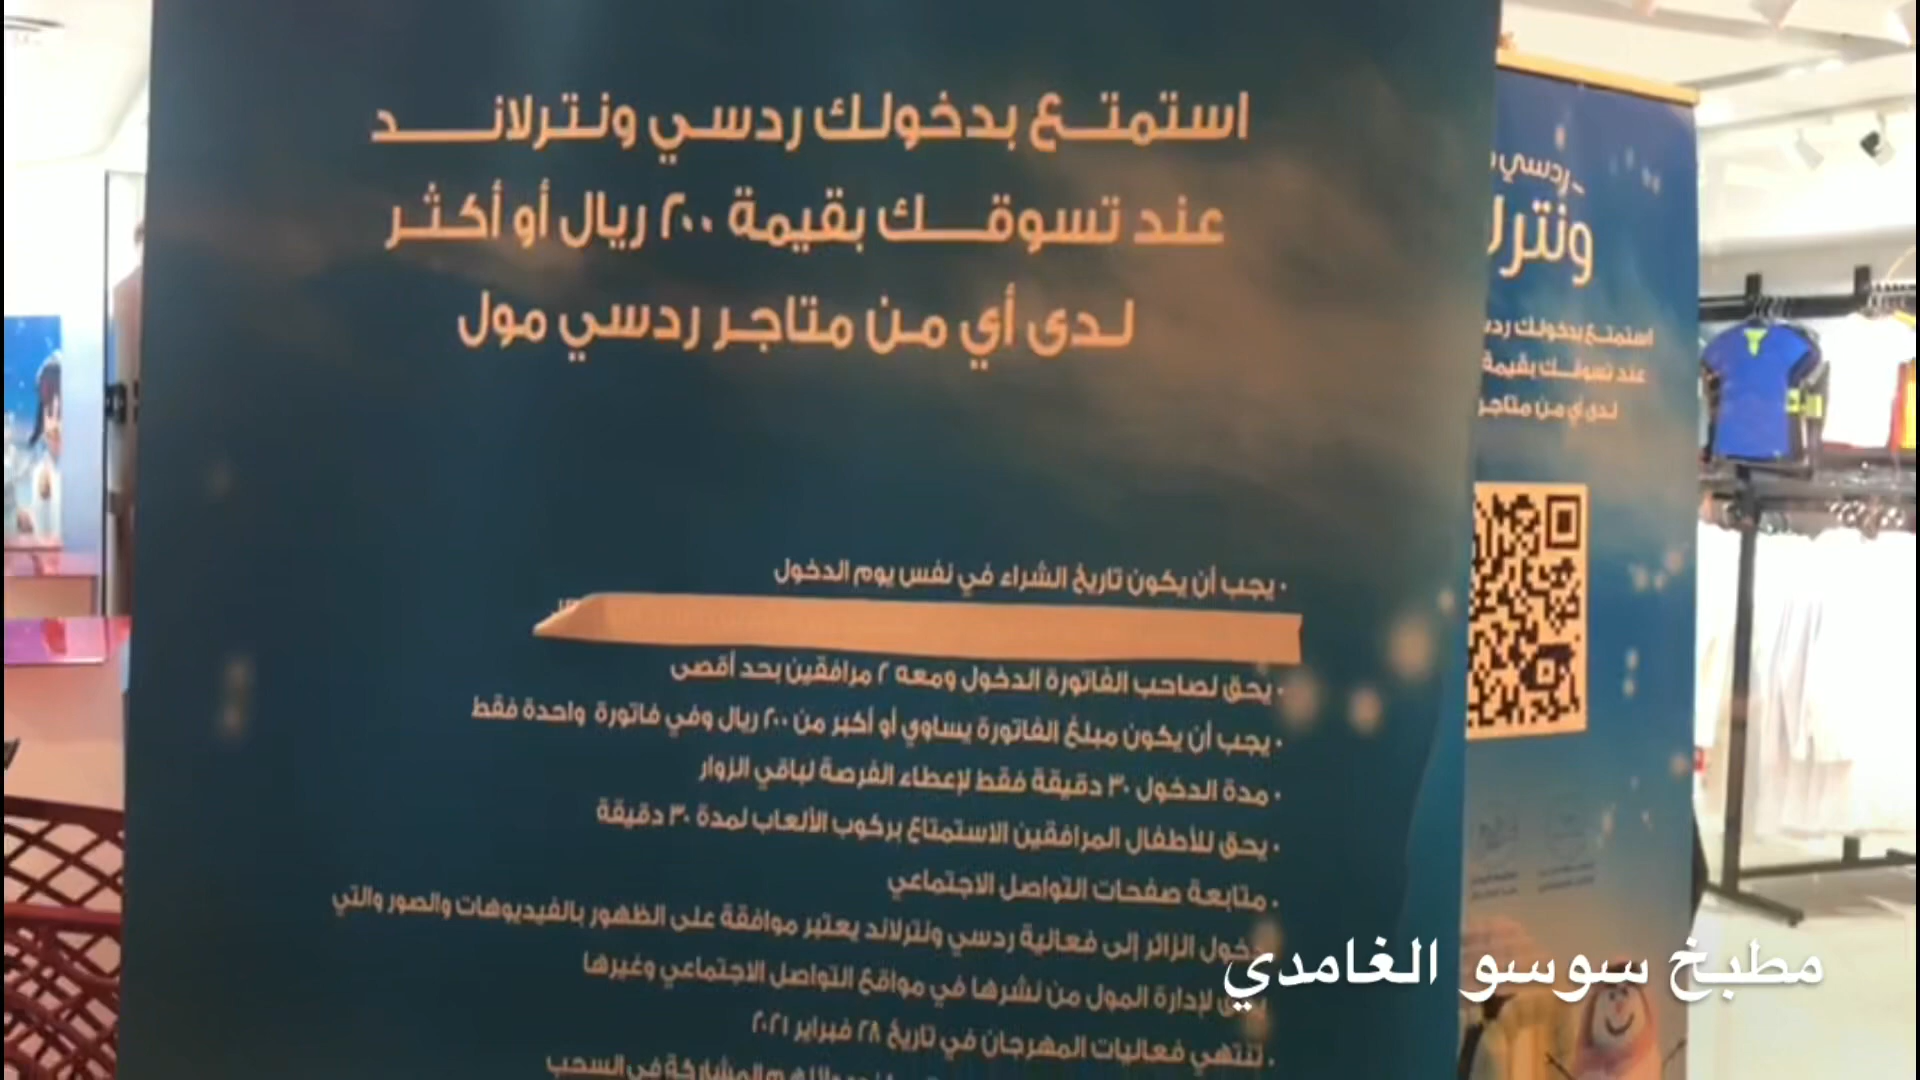 استمتع بدخولك ردسي ونترلاند
عند تسوقك بقيمة ٢٠٠ ريال أو أكثر
لدى أي من متاجر ردسي مول
• يجب أن يكون تاريخ الشراء في نفس يوم الدخول
• يحق لصاحب الفاتورة الدخول ومعه ٢ مرافقين بحد أقصى
• يجب أن يكون مبلغ الفاتورة يساوي أو أكبر من ٢٠٠ ريال وفي فاتورة واحدة فقط
• مدة الدخول ٣٠ دقيقة فقط لإعطاء الفرصة لباقي الزوار
• يحق للأطفال المرافقين الاستمتاع بركوب الألعاب لمدة ٣٠ دقيقة
• متابعة صفحات التواصل الاجتماعي
دخول الزائر إلى فعالية ردسي ونترلاند يعتبر موافقة على الظهور بالفيديوهات والصور والتي
لإدارة المول من نشرها في مواقع التواصل الاجتماعي وغيرها
• تنتهي فعاليات المهرجان في تاريخ ٢٨ فبراير ٢٠٢١
المشاركة في السحب
ردسي
استمتع بدخولك
عند تسوقك بقيمة
لدى أي من متاجر
مطبخ سوسو الغامدي